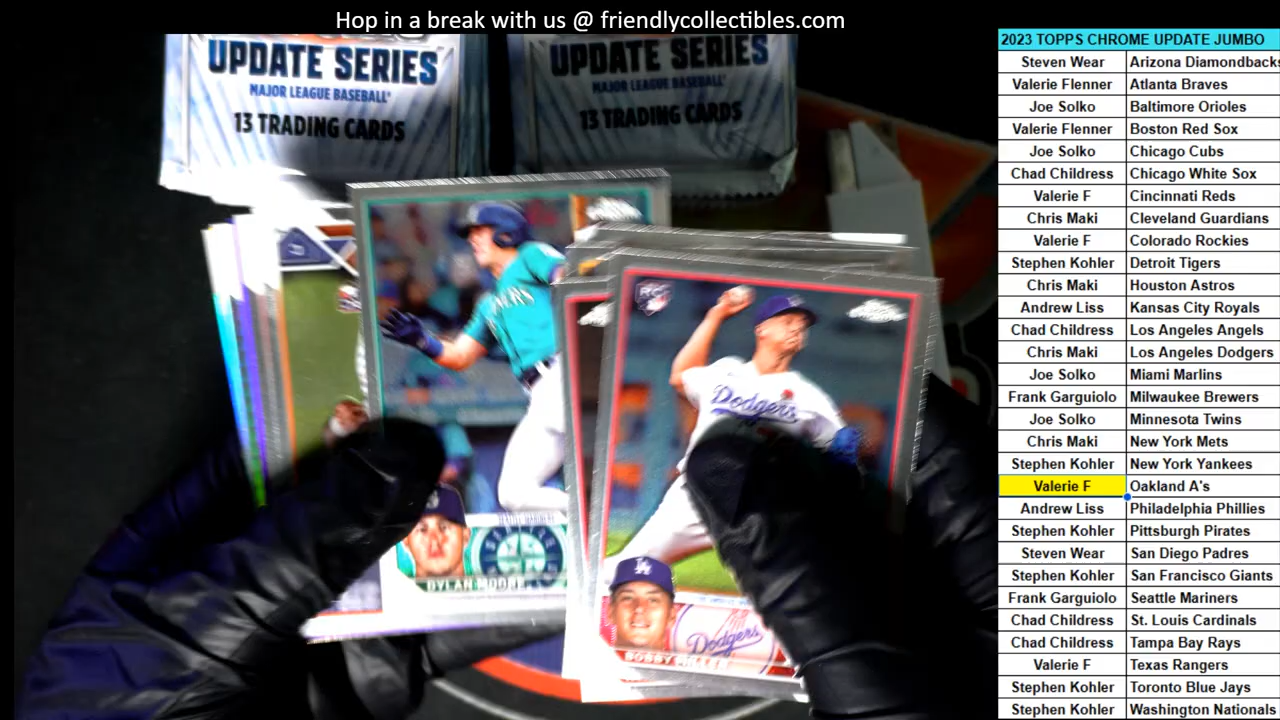 Hop in a break with us @ friendlycollectibles.com
UPDATE SERIES
MAJOR LEAGUE BASEBALL
13 TRADING CARDS
UPDATE SERIES
MAJOR LEAGUE BASEBALL
13 TRADING CARDS
RC
Dodgers
LA
Dodgers
DYLAN MOORE
BOBBY MILLER
2023 TOPPS CHROME UPDATE JUMBO
Steven Wear Arizona Diamondbacks
Valerie Flenner Atlanta Braves
Joe Solko Baltimore Orioles
Valerie Flenner Boston Red Sox
Joe Solko Chicago Cubs
Chad Childress Chicago White Sox
Valerie F Cincinnati Reds
Chris Maki Cleveland Guardians
Valerie F Colorado Rockies
Stephen Kohler Detroit Tigers
Chris Maki Houston Astros
Andrew Liss Kansas City Royals
Chad Childress Los Angeles Angels
Chris Maki Los Angeles Dodgers
Joe Solko Miami Marlins
Frank Garguiolo Milwaukee Brewers
Joe Solko Minnesota Twins
Chris Maki New York Mets
Stephen Kohler New York Yankees
Valerie F Oakland A's
Andrew Liss Philadelphia Phillies
Stephen Kohler Pittsburgh Pirates
Steven Wear San Diego Padres
Stephen Kohler San Francisco Giants
Frank Garguiolo Seattle Mariners
Chad Childress St. Louis Cardinals
Chad Childress Tampa Bay Rays
Valerie F Texas Rangers
Stephen Kohler Toronto Blue Jays
Stephen Kohler Washington Nationals